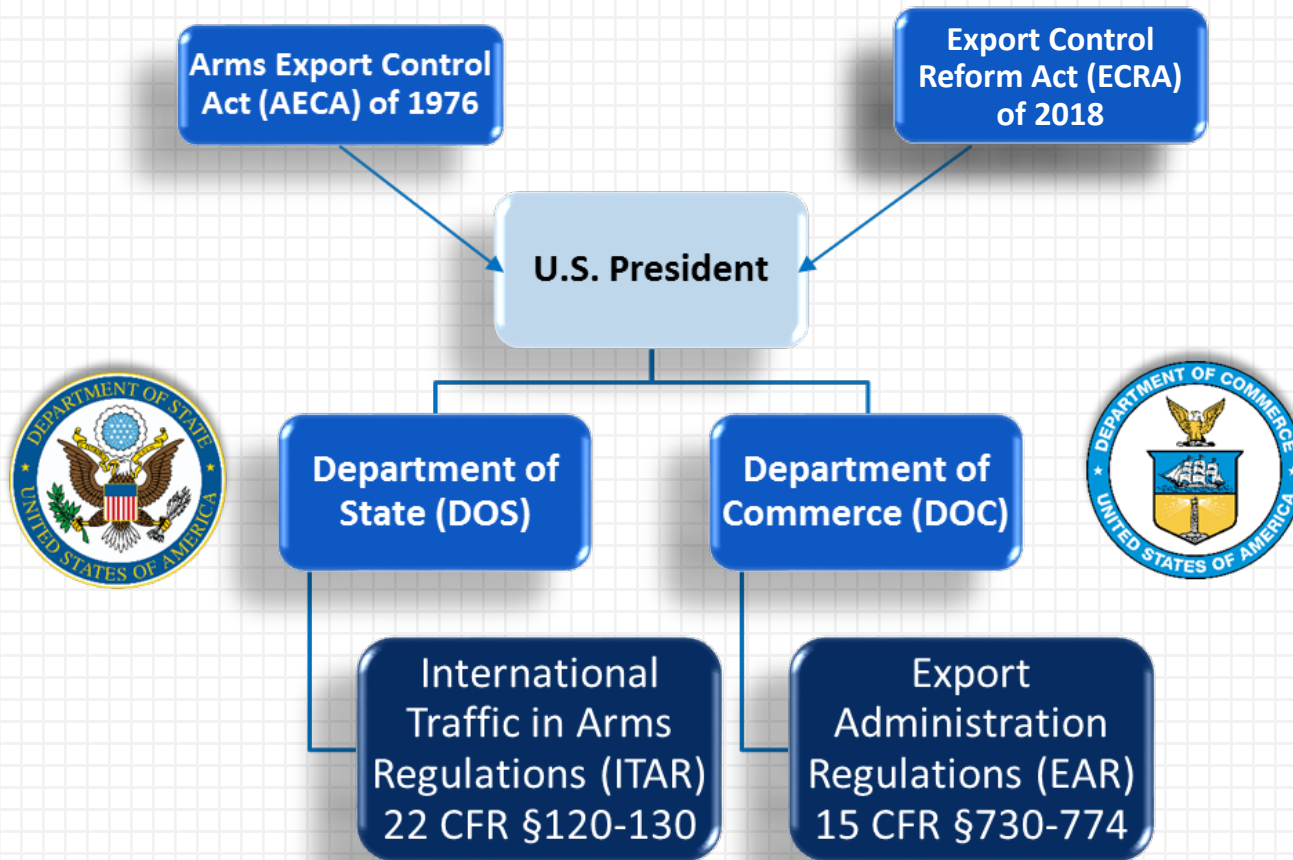 Arms Export Control
Act (AECA) of 1976
Export Control
Reform Act (ECRA)
of 2018
U.S. President
DEPARTMENT OF STATE
UNITED STATES OF AMERICA
Department of
State (DOS)
Department of
Commerce (DOC)
DEPARTMENT OF COMMERCE
UNITED STATES OF AMERICA
International
Traffic in Arms
Regulations (ITAR)
22 CFR §120-130
Export
Administration
Regulations (EAR)
15 CFR §730-774